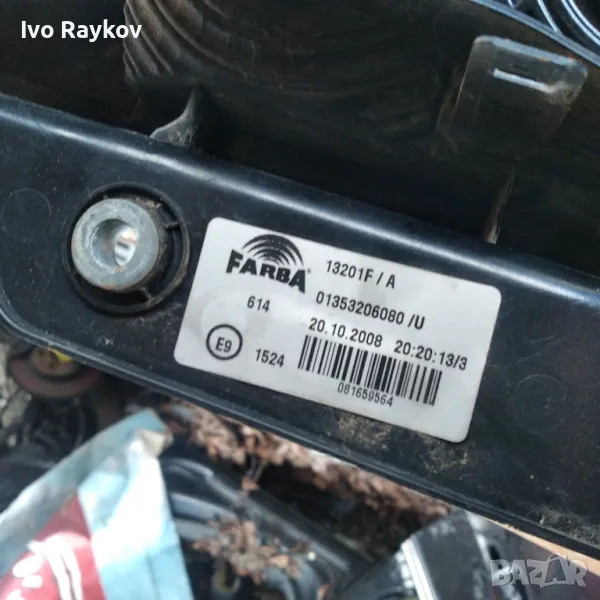 Ivo Raykov
FARBA®
13201F / A
01353206080 /U
614
20.10.2008 20:20:13/3
E9
1524
081659564
BAZAR